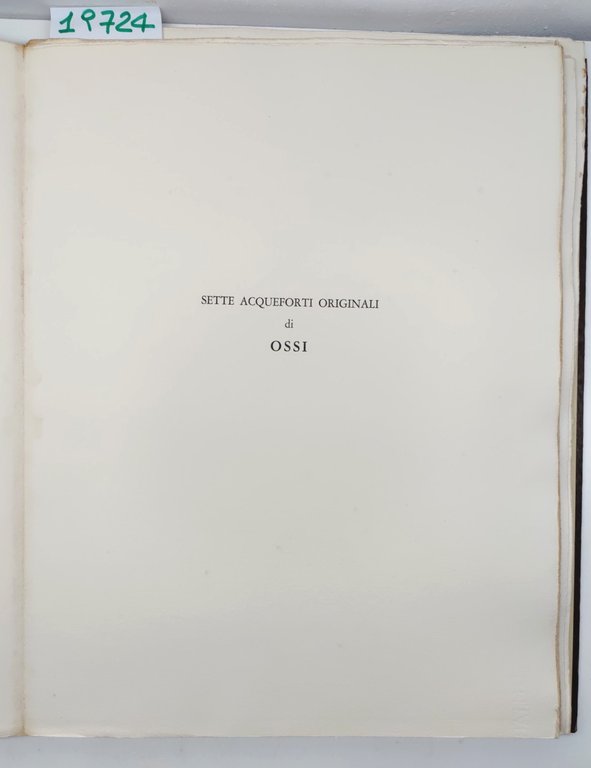 19724
SETTE ACQUEFORTI ORIGINALI
di
OSSI